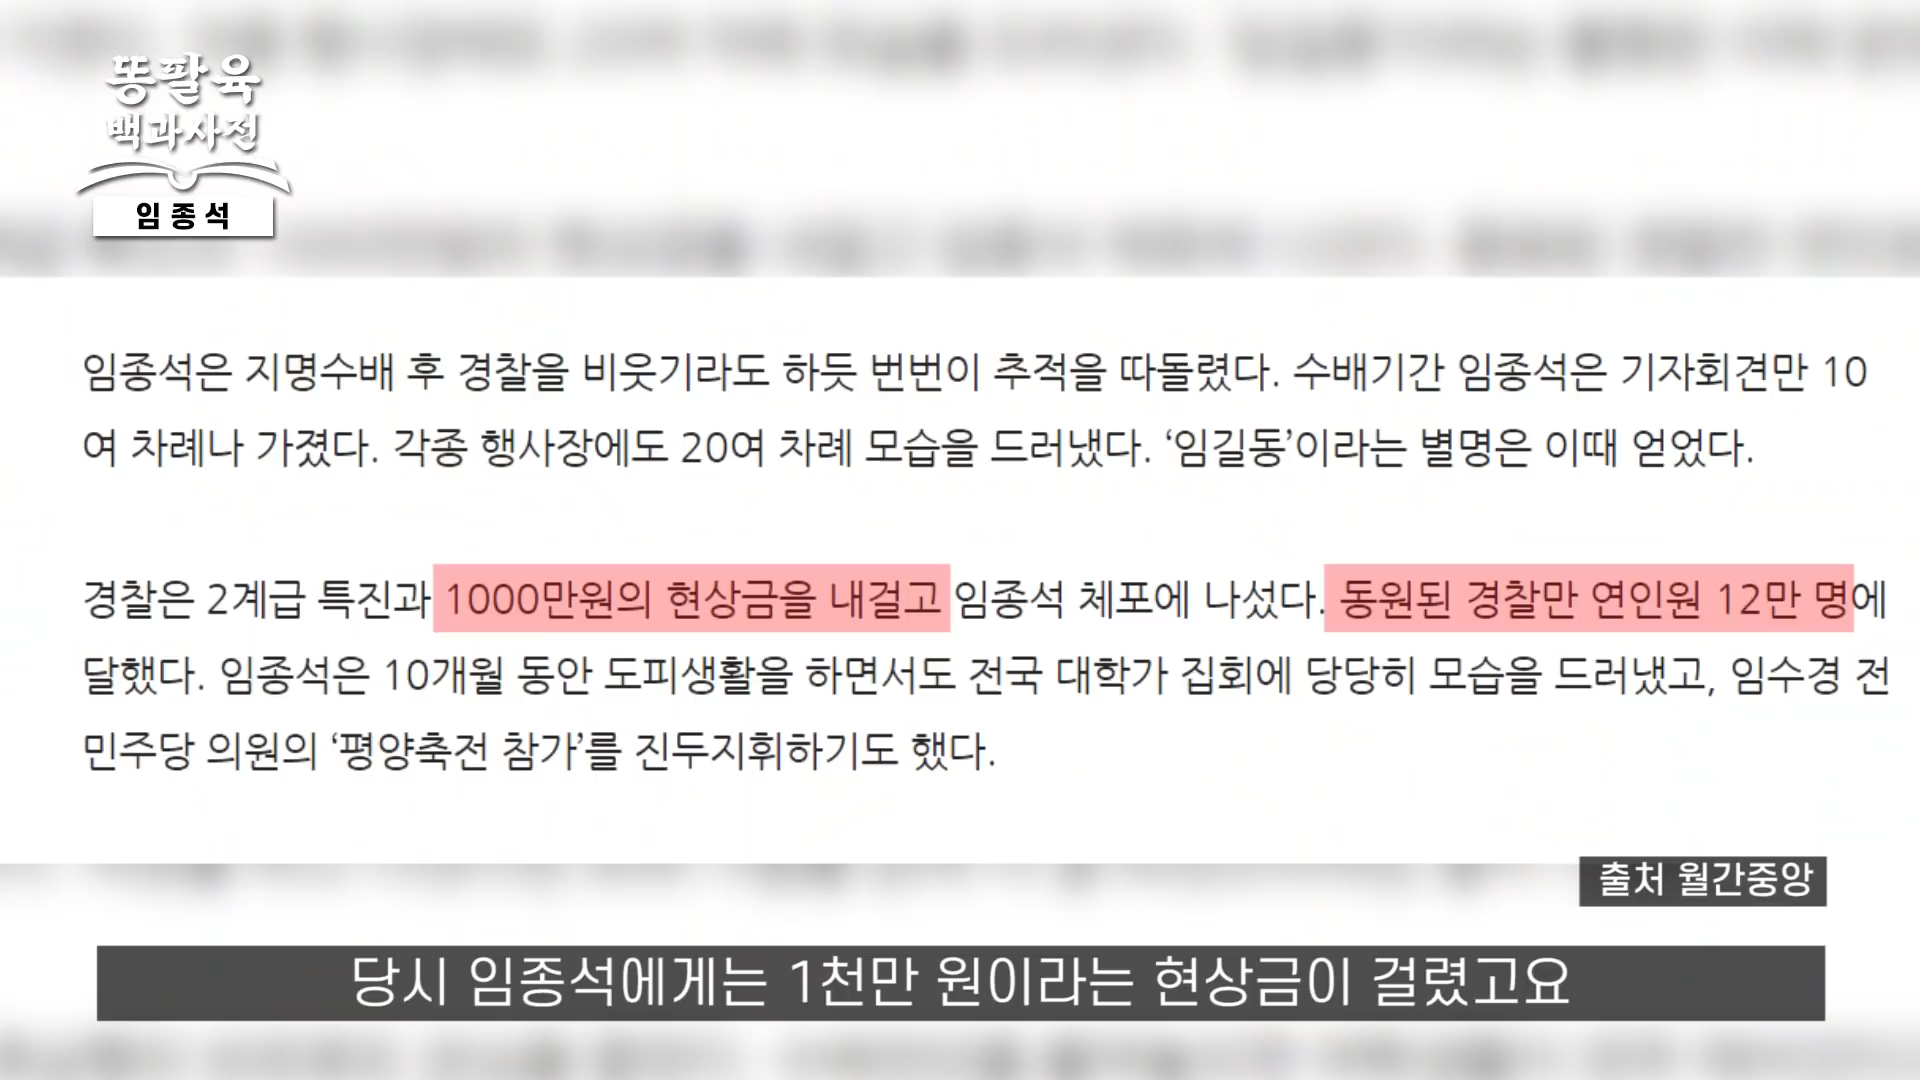 똥팔육
백과사전
임종석
임종석은 지명수배 후 경찰을 비웃기라도 하듯 번번이 추적을 따돌렸다. 수배기간 임종석은 기자회견만 10
여 차례나 가졌다. 각종 행사장에도 20여 차례 모습을 드러냈다. ‘임길동’이라는 별명은 이때 얻었다.
경찰은 2계급 특진과 1000만원의 현상금을 내걸고 임종석 체포에 나섰다. 동원된 경찰만 연인원 12만 명에
달했다. 임종석은 10개월 동안 도피생활을 하면서도 전국 대학가 집회에 당당히 모습을 드러냈고, 임수경 전
민주당 의원의 ‘평양축전 참가’를 진두지휘하기도 했다.
출처 월간중앙
당시 임종석에게는 1천만 원이라는 현상금이 걸렸고요